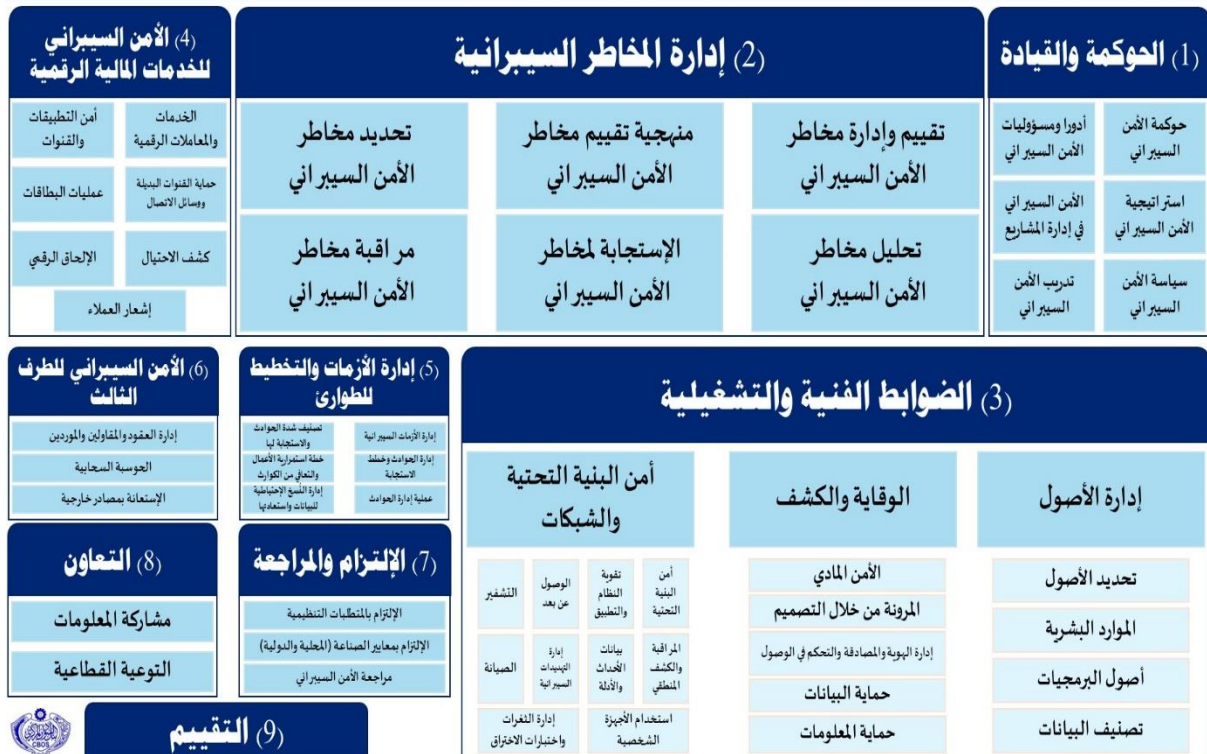 (1) الحوكمة والقيادة
حوكمة الأمن
السيبراني
أدورا ومسؤوليات
الأمن السيبراني
استراتيجية
الأمن السيبراني
الأمن السيبراني
في إدارة المشاريع
سياسة الأمن
السيبراني
تدريب الأمن
السيبراني
(2) إدارة المخاطر السيبرانية
تقييم وإدارة مخاطر
الأمن السيبراني
منهجية تقييم مخاطر
الأمن السيبراني
تحديد مخاطر
الأمن السيبراني
تحليل مخاطر
الأمن السيبراني
الإستجابة لمخاطر
الأمن السيبراني
مراقبة مخاطر
الأمن السيبراني
(4) الأمن السيبراني
للخدمات المالية الرقمية
الخدمات
والمعاملات الرقمية
أمن التطبيقات
والقنوات
حماية القنوات البديلة
ووسائل الاتصال
عمليات البطاقات
كشف الاحتيال
الإلحاق الرقمي
إشعار العملاء
(3) الضوابط الفنية والتشغيلية
إدارة الأصول
تحديد الأصول
الموارد البشرية
أصول البرمجيات
تصنيف البيانات
الوقاية والكشف
الأمن المادي
المرونة من خلال التصميم
إدارة الهوية والمصادقة والتحكم في الوصول
حماية البيانات
حماية المعلومات
أمن البنية التحتية
والشبكات
أمن
البنية
التحتية
تقوية
النظام
والتطبيق
الوصول
عن بعد
التشفير
المراقبة
والكشف
المنطقي
بيانات
الأحداث
والأدلة
إدارة
التهديدات
السيبرانية
الصيانة
استخدام الأجهزة
الشخصية
إدارة الثغرات
واختبارات الاختراق
(5) إدارة الأزمات والتخطيط
للطوارئ
إدارة الأزمات السيبرانية
تصنيف شدة الحوادث
والاستجابة لها
إدارة الحوادث وخطط
الاستجابة
خطة استمرارية الأعمال
والتعافي من الكوارث
عملية إدارة الحوادث
إدارة النُسخ الإحتياطية
للبيانات واستعادتها
(6) الأمن السيبراني للطرف
الثالث
إدارة العقود والمقاولين والموردين
الحوسبة السحابية
الإستعانة بمصادر خارجية
(7) الإلتزام والمراجعة
الإلتزام بالمتطلبات التنظيمية
الإلتزام بمعايير الصناعة (المحلية والدولية)
مراجعة الأمن السيبراني
(8) التعاون
مشاركة المعلومات
التوعية القطاعية
(9) التقييم
CBOS